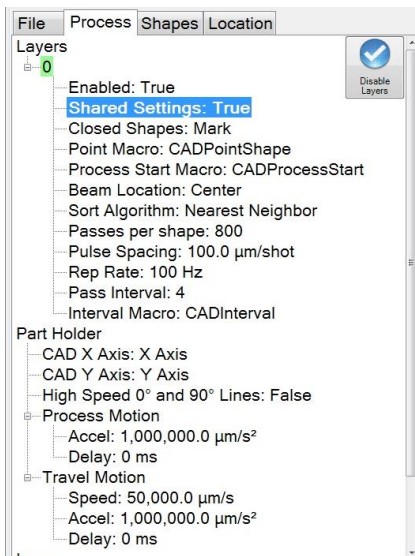 File Process Shapes Location
Layers
0
Disable
Layers
Enabled: True
Shared Settings: True
Closed Shapes: Mark
Point Macro: CADPointShape
Process Start Macro: CADProcessStart
Beam Location: Center
Sort Algorithm: Nearest Neighbor
Passes per shape: 800
Pulse Spacing: 100.0 µm/shot
Rep Rate: 100 Hz
Pass Interval: 4
Interval Macro: CADInterval
Part Holder
CAD X Axis: X Axis
CAD Y Axis: Y Axis
High Speed 0° and 90° Lines: False
Process Motion
Accel: 1,000,000.0 µm/s²
Delay: 0 ms
Travel Motion
Speed: 50,000.0 µm/s
Accel: 1,000,000.0 µm/s²
Delay: 0 ms